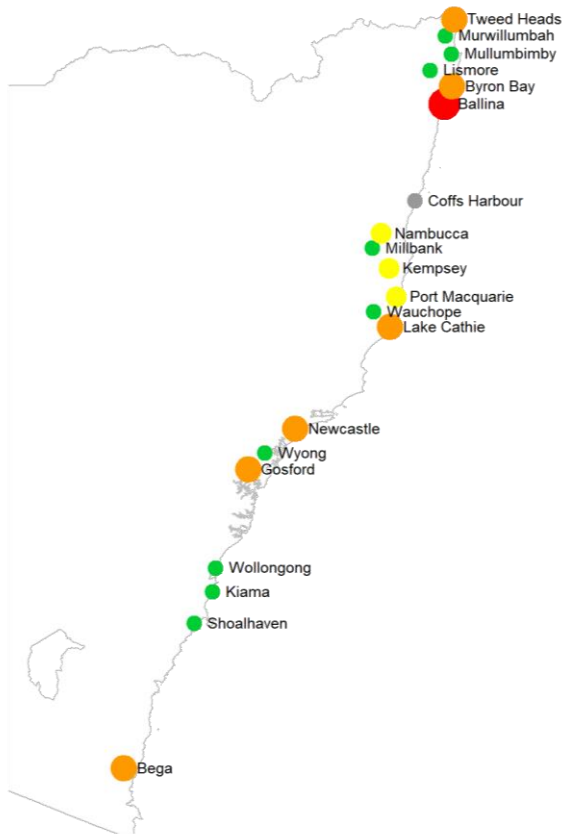 Tweed Heads
Murwillumbah
Mullumbimby
Lismore
Byron Bay
Ballina
Coffs Harbour
Nambucca
Millbank
Kempsey
Port Macquarie
Wauchope
Lake Cathie
Newcastle
Wyong
Gosford
Wollongong
Kiama
Shoalhaven
Bega